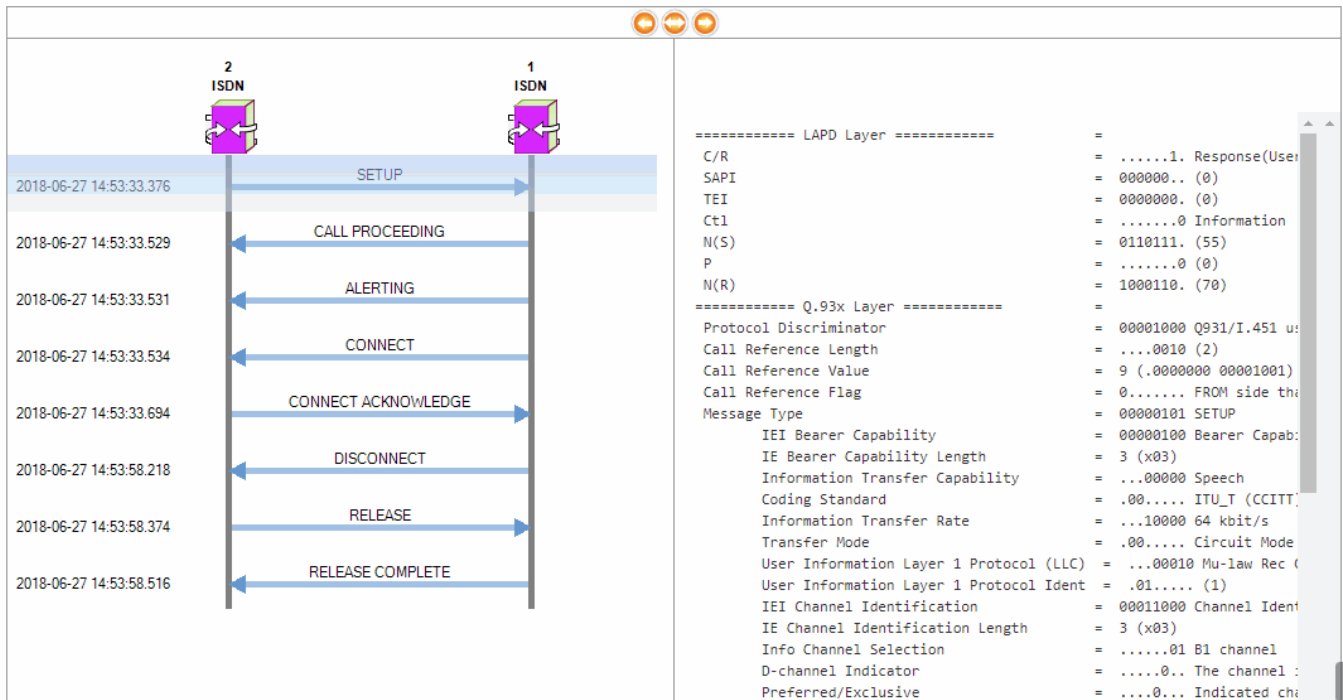 2
ISDN
1
ISDN
2018-06-27 14:53:33.376
SETUP
2018-06-27 14:53:33.529
CALL PROCEEDING
2018-06-27 14:53:33.531
ALERTING
2018-06-27 14:53:33.534
CONNECT
2018-06-27 14:53:33.694
CONNECT ACKNOWLEDGE
2018-06-27 14:53:58.218
DISCONNECT
2018-06-27 14:53:58.374
RELEASE
2018-06-27 14:53:58.516
RELEASE COMPLETE
============ LAPD Layer ============ =
C/R = ......1. Response(User
SAPI = 000000.. (0)
TEI = 0000000. (0)
Ctl = .......0 Information
N(S) = 0110111. (55)
P = .......0 (0)
N(R) = 1000110. (70)
============ Q.93x Layer ============ =
Protocol Discriminator = 00001000 Q931/I.451 u
Call Reference Length = ....0010 (2)
Call Reference Value = 9 (.0000000 00001001)
Call Reference Flag = 0....... FROM side tha
Message Type = 00000101 SETUP
IEI Bearer Capability = 00000100 Bearer Capab
IE Bearer Capability Length = 3 (x03)
Information Transfer Capability = ...00000 Speech
Coding Standard = .00..... ITU_T (CCITT)
Information Transfer Rate = ...10000 64 kbit/s
Transfer Mode = .00..... Circuit Mode
User Information Layer 1 Protocol (LLC) = ...00010 Mu-law Rec
User Information Layer 1 Protocol Ident = .01..... (1)
IEI Channel Identification = 00011000 Channel Ident
IE Channel Identification Length = 3 (x03)
Info Channel Selection = ......01 B1 channel
D-channel Indicator = .....0.. The channel
Preferred/Exclusive = ....0... Indicated cha